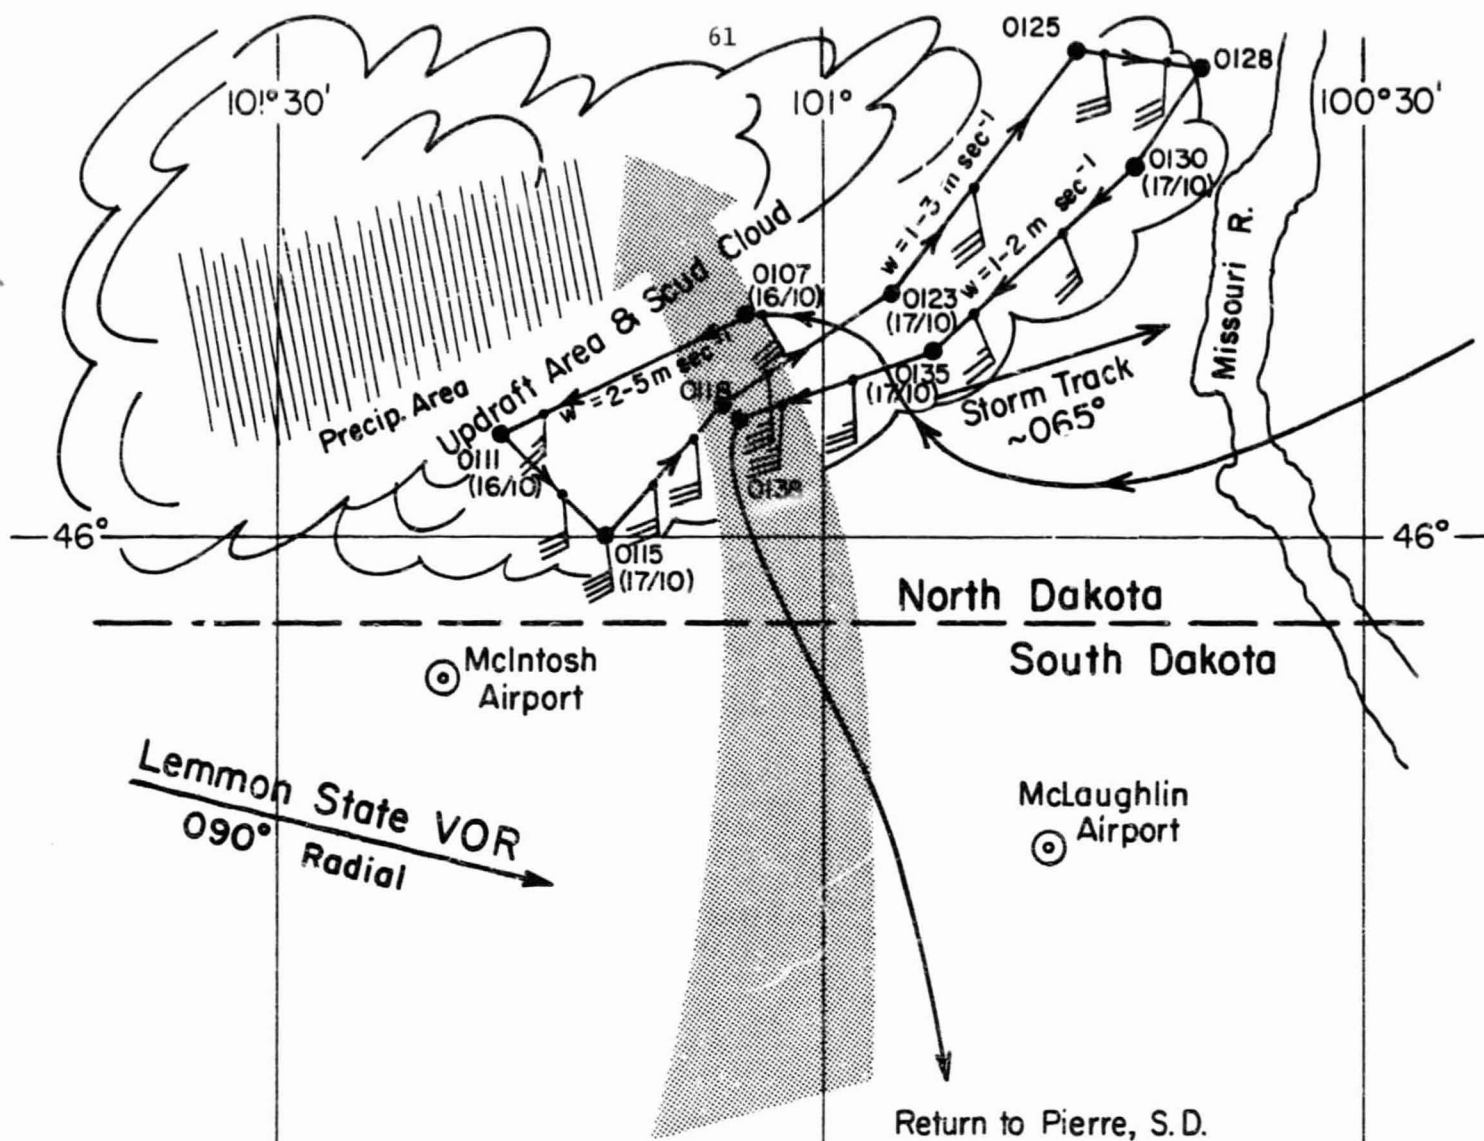 61
0125
0128
101°30'
101°
100°30'
0130
(17/10)
w = 1-3 m sec⁻¹
w = 1-2 m sec⁻¹
Missouri R.
0107
(16/10)
0123
(17/10)
Updraft Area & Scud Cloud
Precip. Area
w = 2-5 m sec⁻¹
0135
(17/10)
Storm Track
~065°
0111
(16/10)
46°
46°
0115
(17/10)
North Dakota
South Dakota
McIntosh
Airport
Lemmon State VOR
090° Radial
McLaughlin
Airport
Return to Pierre, S.D.